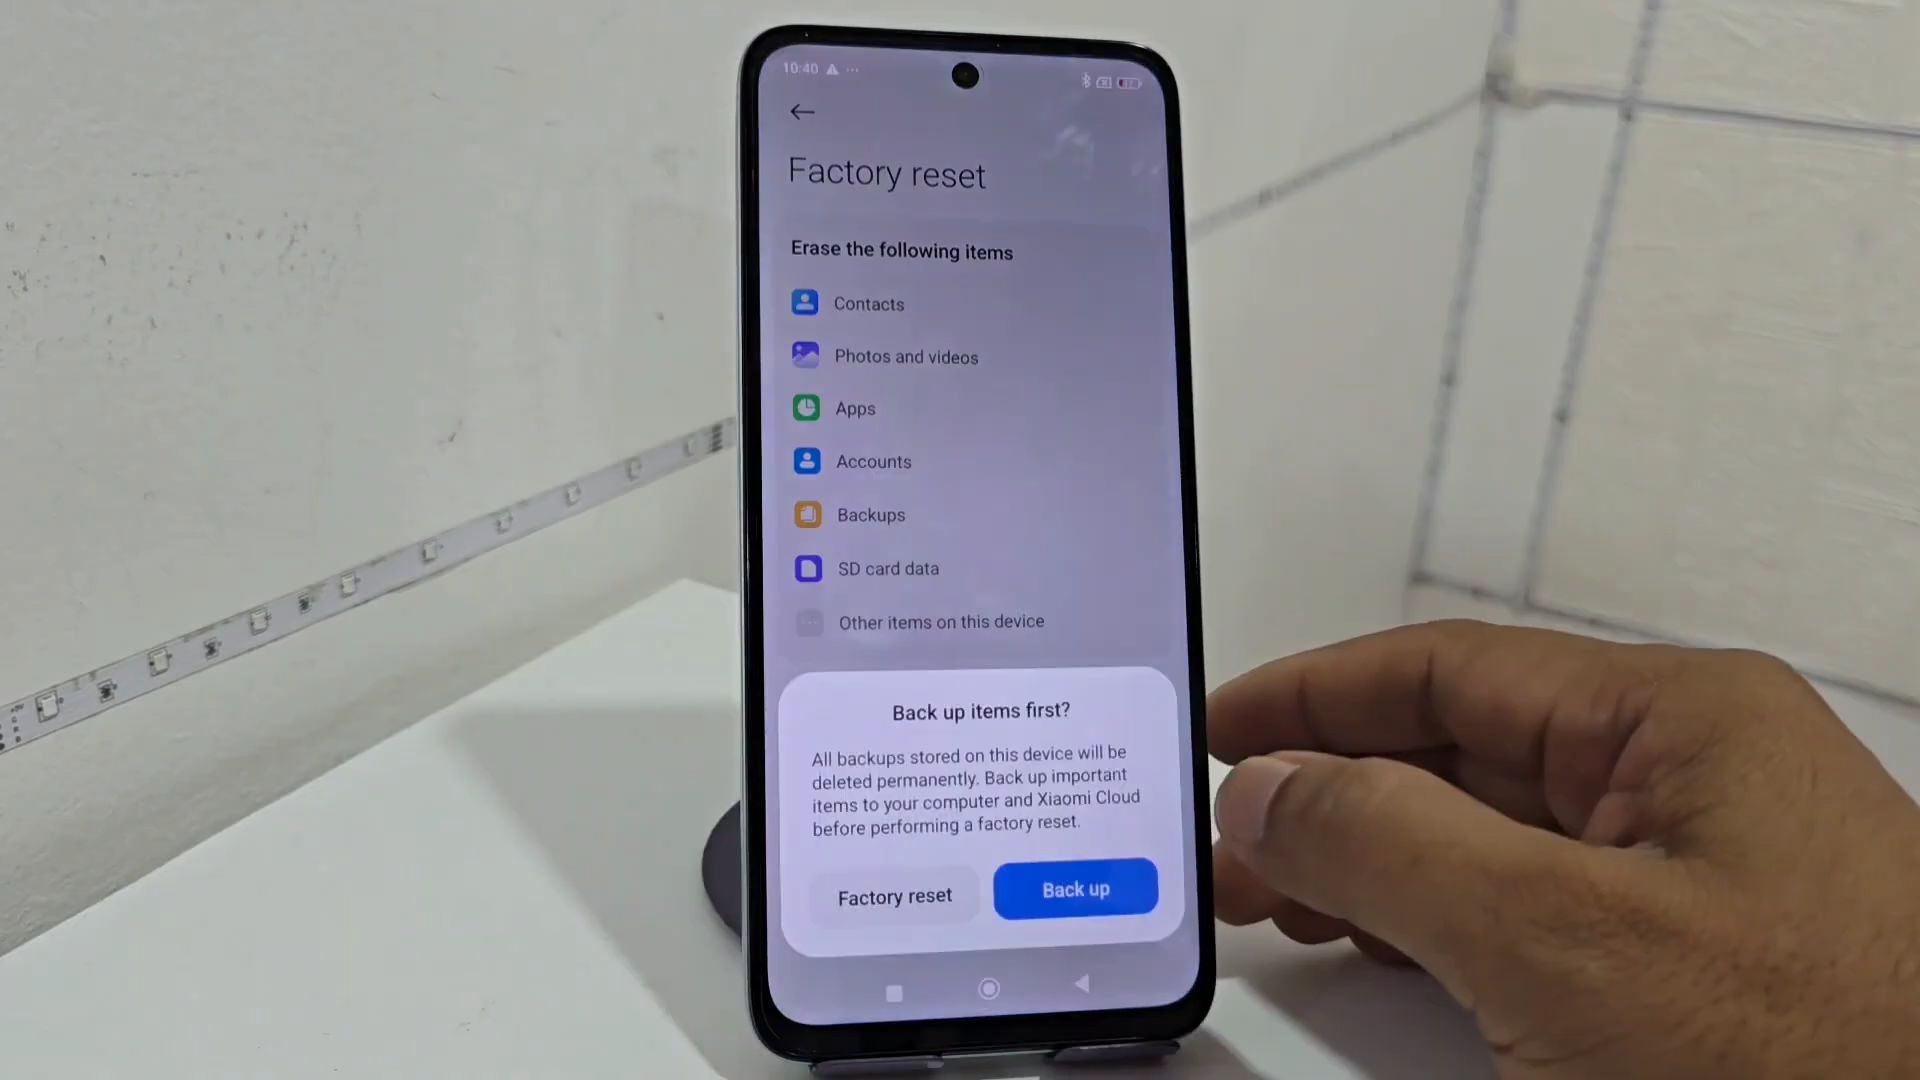 10:40
Factory reset
Erase the following items
Contacts
Photos and videos
Apps
Accounts
Backups
SD card data
Other items on this device
Back up items first?
All backups stored on this device will be
deleted permanently. Back up important
items to your computer and Xiaomi Cloud
before performing a factory reset.
Factory reset
Back up